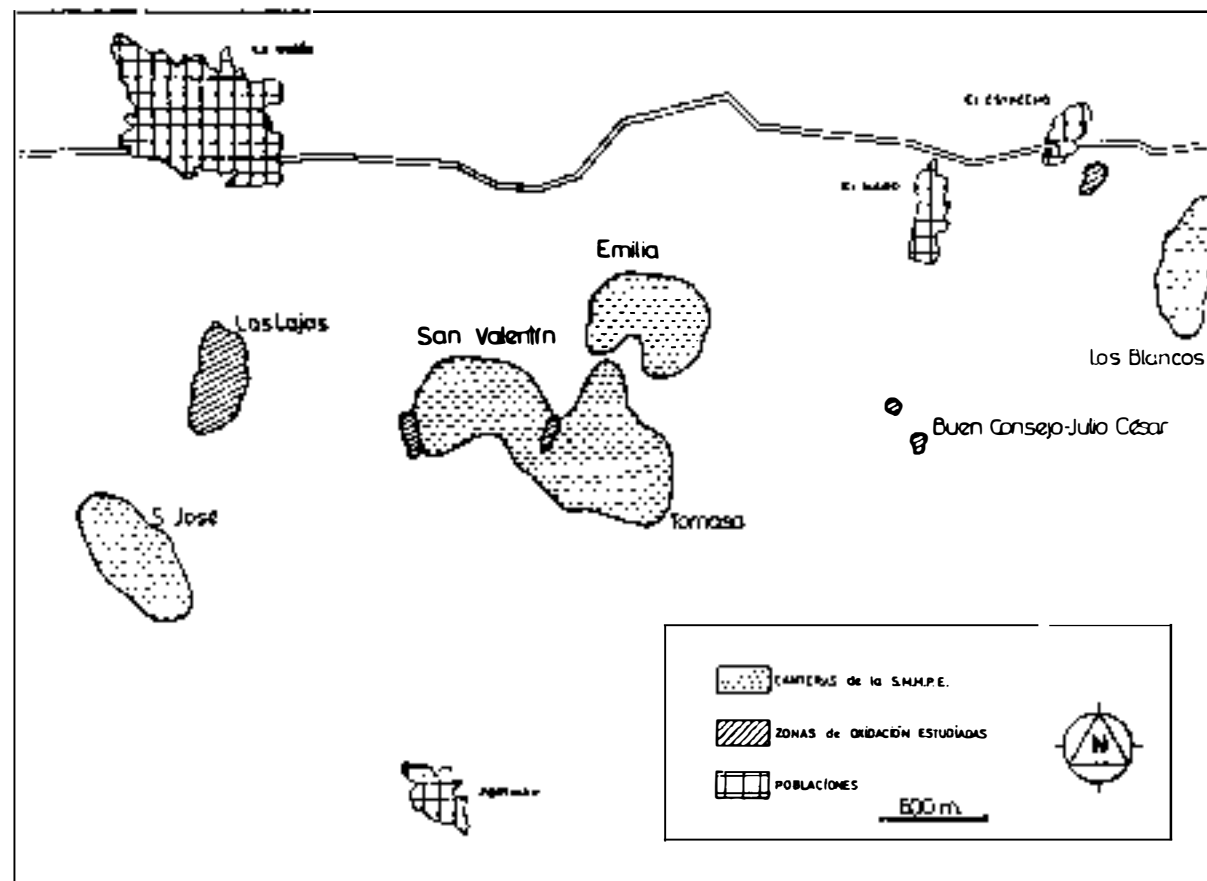 Emilia
Las Lajas
San Valentín
Los Blancos
Buen Consejo-Julio César
S. José
Tomasa
CANTERAS de la S.M.M.P.E.
ZONAS de OXIDACIÓN ESTUDIADAS
N
POBLACIONES
600 m.